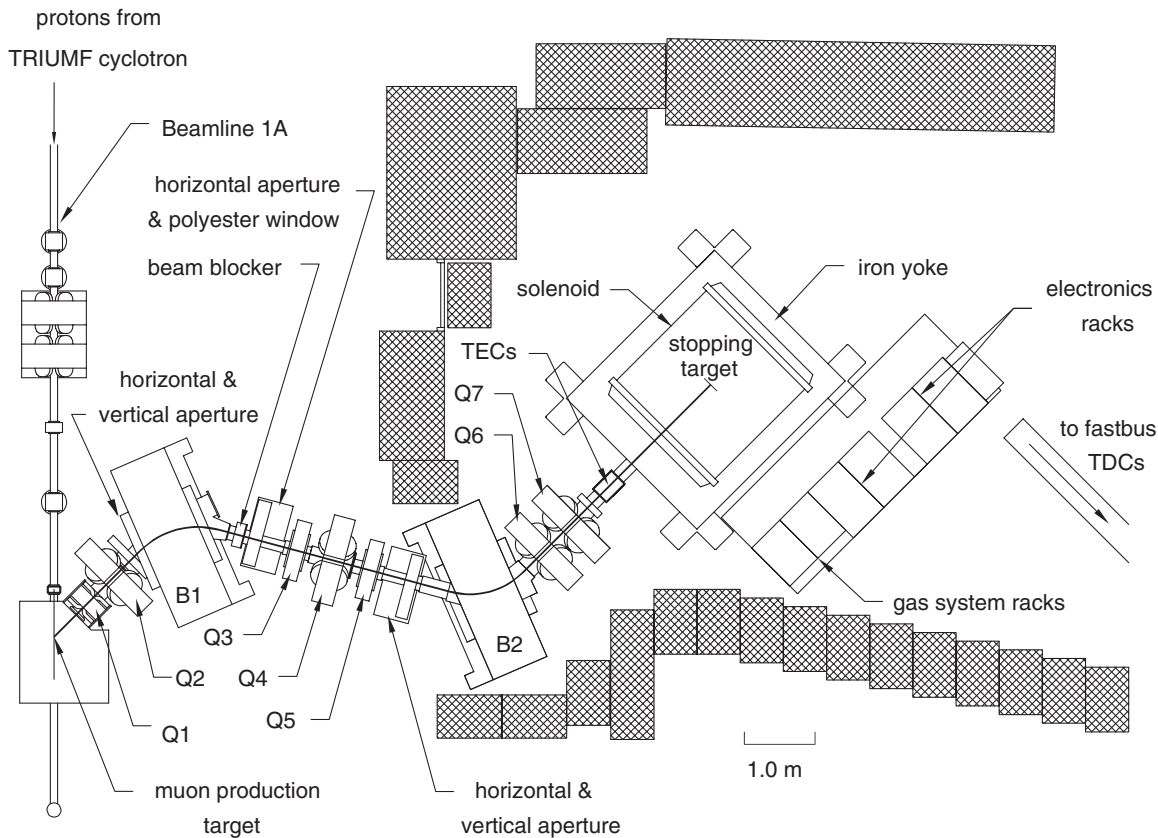 protons from
TRIUMF cyclotron
Beamline 1A
horizontal aperture
& polyester window
beam blocker
horizontal &
vertical aperture
solenoid
iron yoke
electronics
racks
TECs
stopping
target
Q7
Q6
to fastbus
TDCs
B1
Q3
B2
gas system racks
Q2
Q4
Q5
Q1
1.0 m
muon production
target
horizontal &
vertical aperture